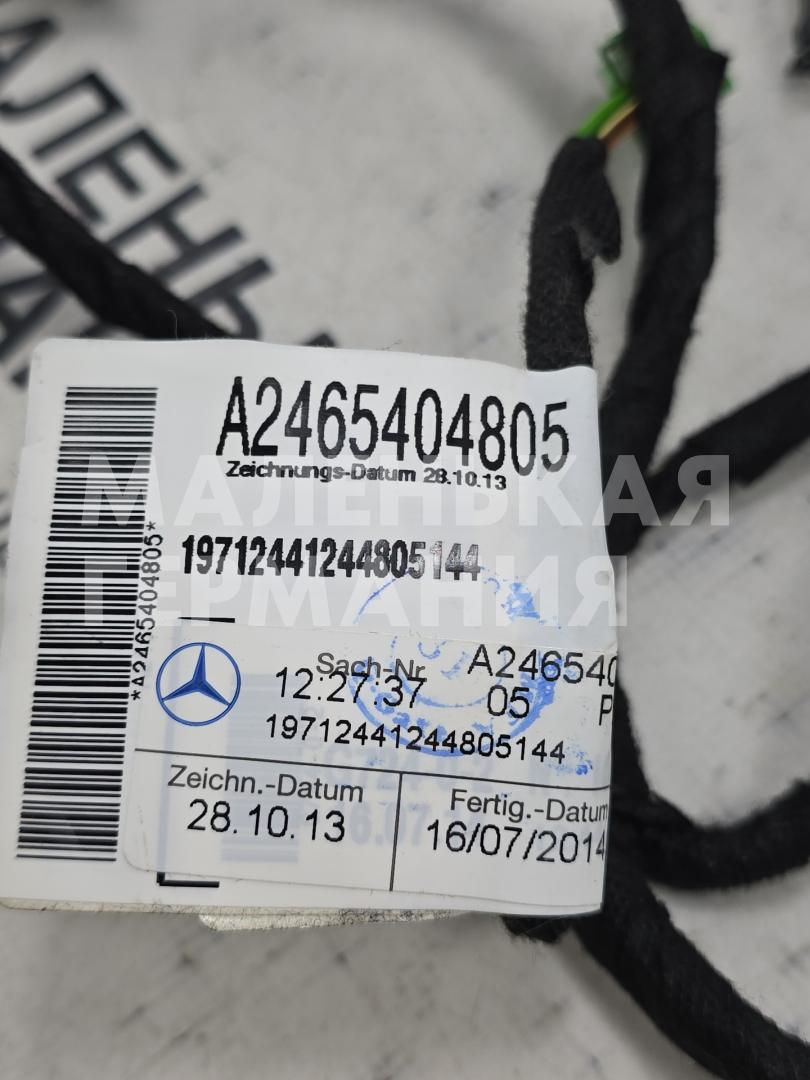 A2465404805
Zeichnungs-Datum 28.10.13
19712441244805144
*A2465404805*
МАЛЕНЬКАЯ
ГЕРМАНИЯ
Sach-Nr A246540
12:27:37 05 P
19712441244805144
Zeichn.-Datum
28.10.13
Fertig.-Datum
16/07/2014